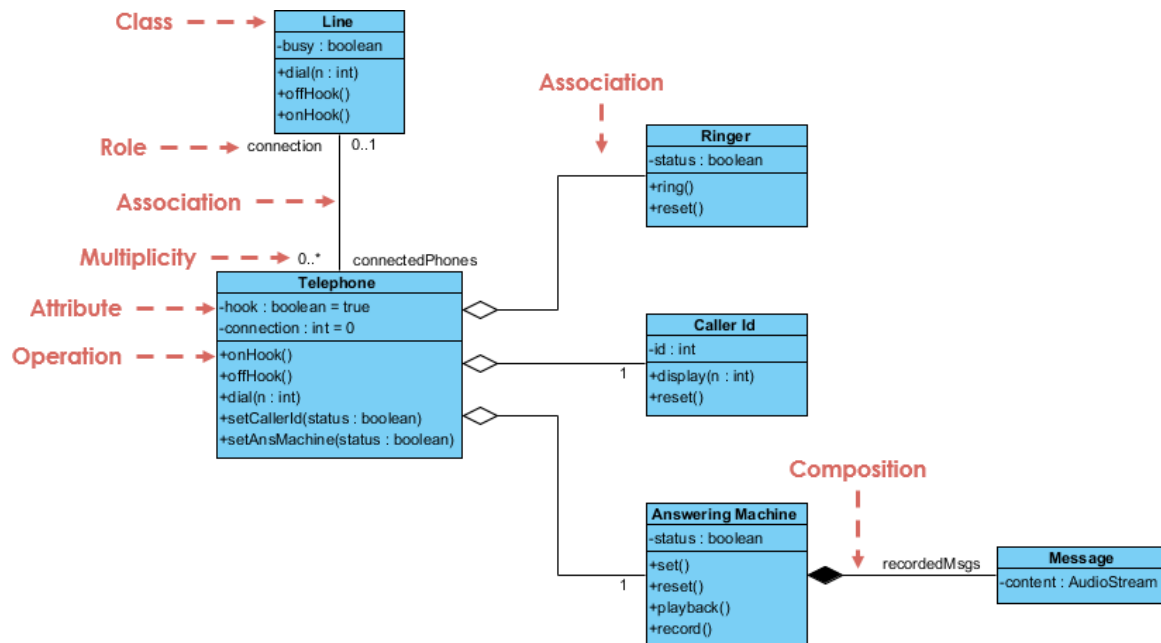 Class
Line
-busy : boolean
+dial(n : int)
+offHook()
+onHook()
Role
connection
0..1
Association
Association
Ringer
-status : boolean
+ring()
+reset()
Multiplicity
0..*
connectedPhones
Telephone
-hook : boolean = true
-connection : int = 0
+onHook()
+offHook()
+dial(n : int)
+setCallerId(status : boolean)
+setAnsMachine(status : boolean)
Attribute
Operation
Caller Id
-id : int
+display(n : int)
+reset()
1
Composition
Answering Machine
-status : boolean
+set()
+reset()
+playback()
+record()
1
recordedMsgs
Message
-content : AudioStream